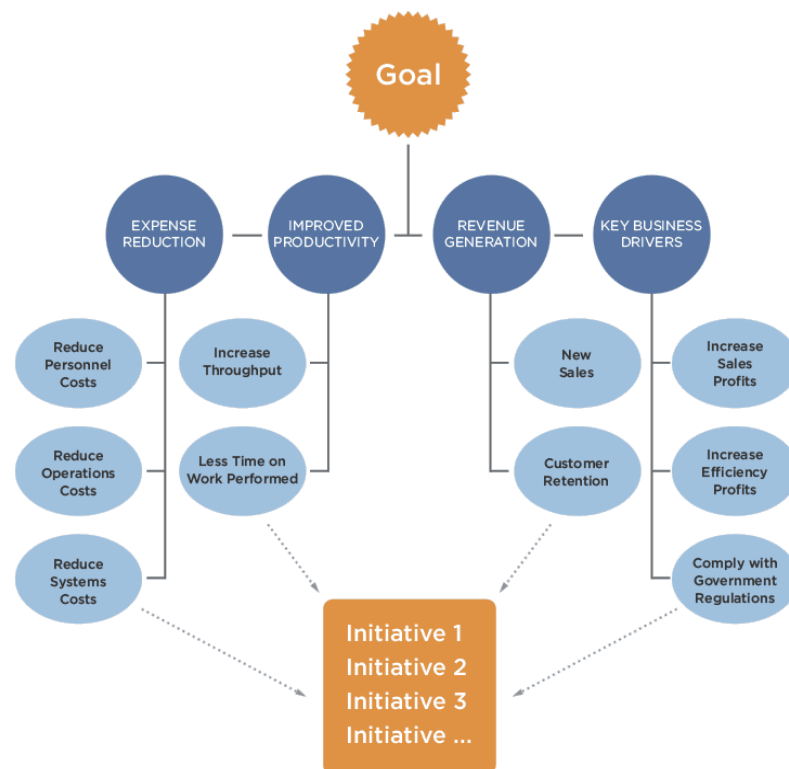 Goal
EXPENSE
REDUCTION
IMPROVED
PRODUCTIVITY
REVENUE
GENERATION
KEY BUSINESS
DRIVERS
Reduce
Personnel
Costs
Increase
Throughput
New
Sales
Increase
Sales
Profits
Reduce
Operations
Costs
Less Time on
Work Performed
Customer
Retention
Increase
Efficiency
Profits
Reduce
Systems
Costs
Comply with
Government
Regulations
Initiative 1
Initiative 2
Initiative 3
Initiative ...